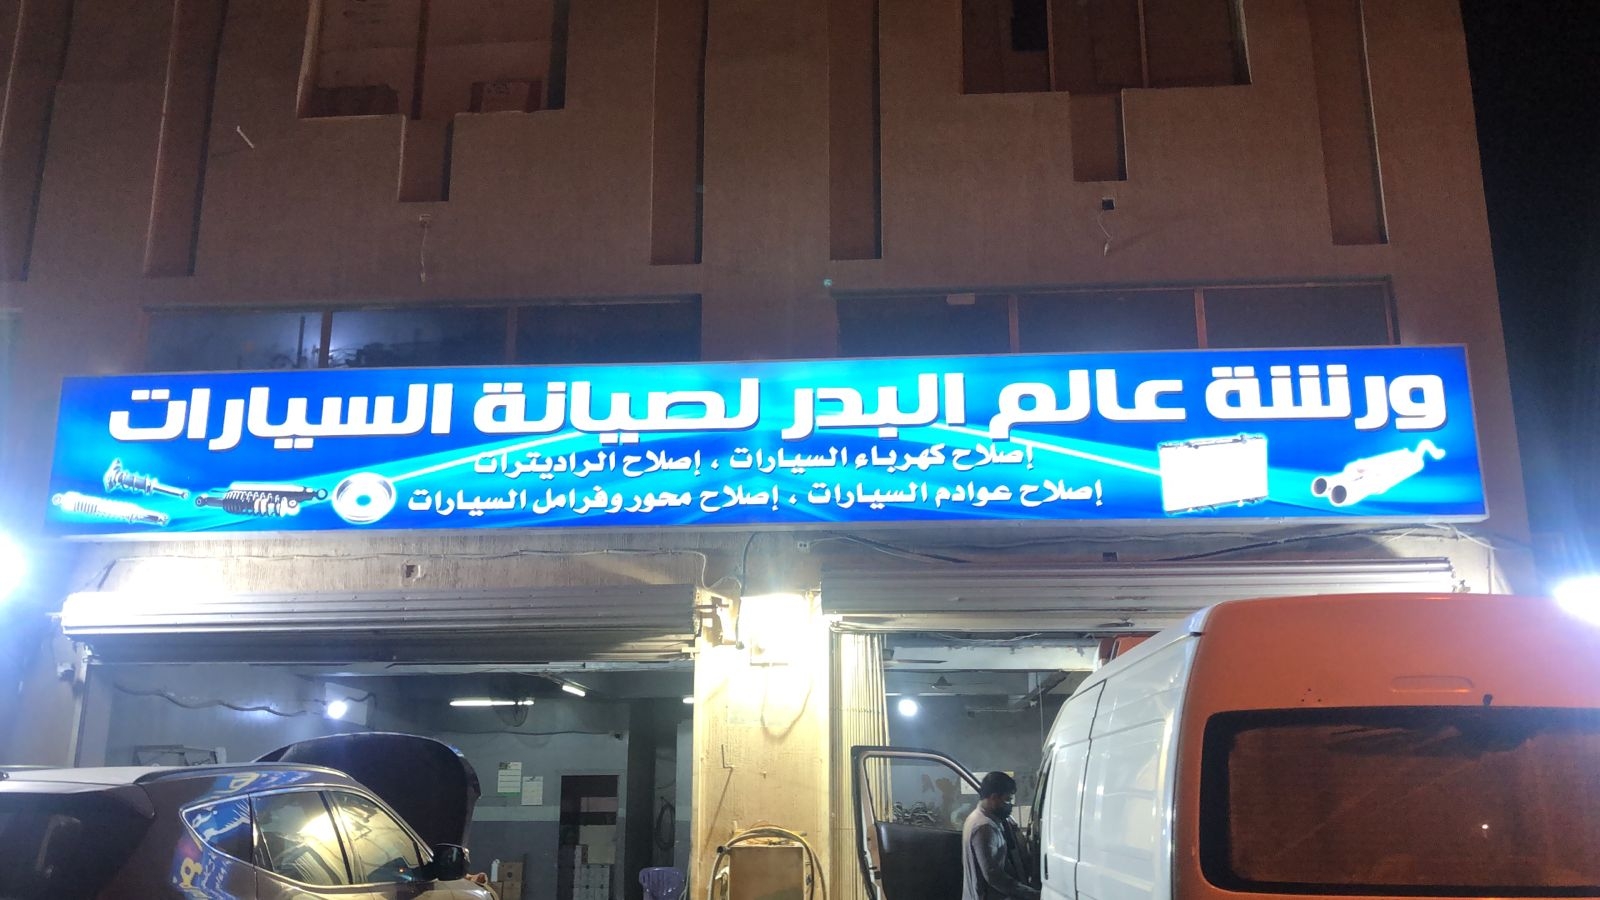 ورشة عالم البدر لصيانة السيارات
إصلاح كهرباء السيارات ، إصلاح الراديترات
إصلاح عوادم السيارات ، إصلاح محور وفرامل السيارات